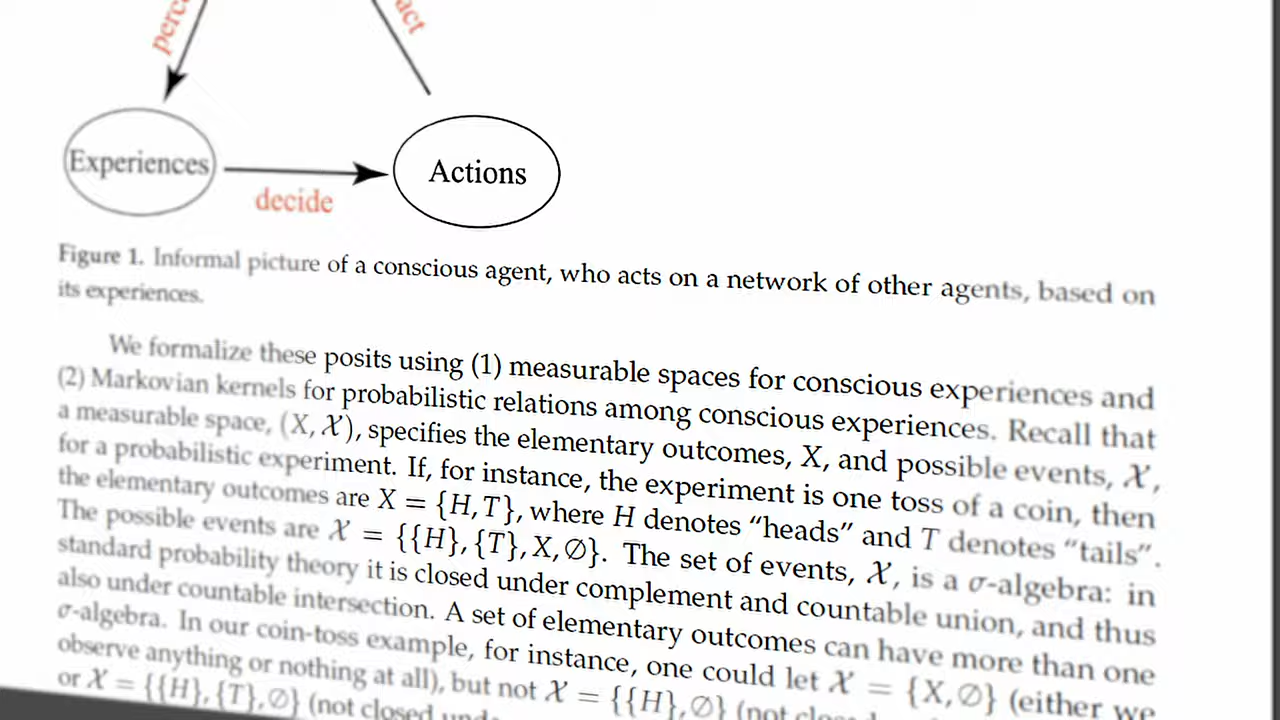 perc
act
Experiences
Actions
decide
Figure 1. Informal picture of a conscious agent, who acts on a network of other agents, based on
its experiences.
We formalize these posits using (1) measurable spaces for conscious experiences and
(2) Markovian kernels for probabilistic relations among conscious experiences. Recall that
a measurable space, (X, 𝒳), specifies the elementary outcomes, X, and possible events, 𝒳,
for a probabilistic experiment. If, for instance, the experiment is one toss of a coin, then
the elementary outcomes are X = {H, T}, where H denotes “heads” and T denotes “tails”.
The possible events are 𝒳 = {{H}, {T}, X, ∅}. The set of events, 𝒳, is a σ-algebra: in
standard probability theory it is closed under complement and countable union, and thus
also under countable intersection. A set of elementary outcomes can have more than one
σ-algebra. In our coin-toss example, for instance, one could let 𝒳 = {X, ∅} (either we
observe anything or nothing at all), but not 𝒳 = {{H}, ∅} (not closed
or 𝒳 = {{H}, {T}, ∅} (not closed